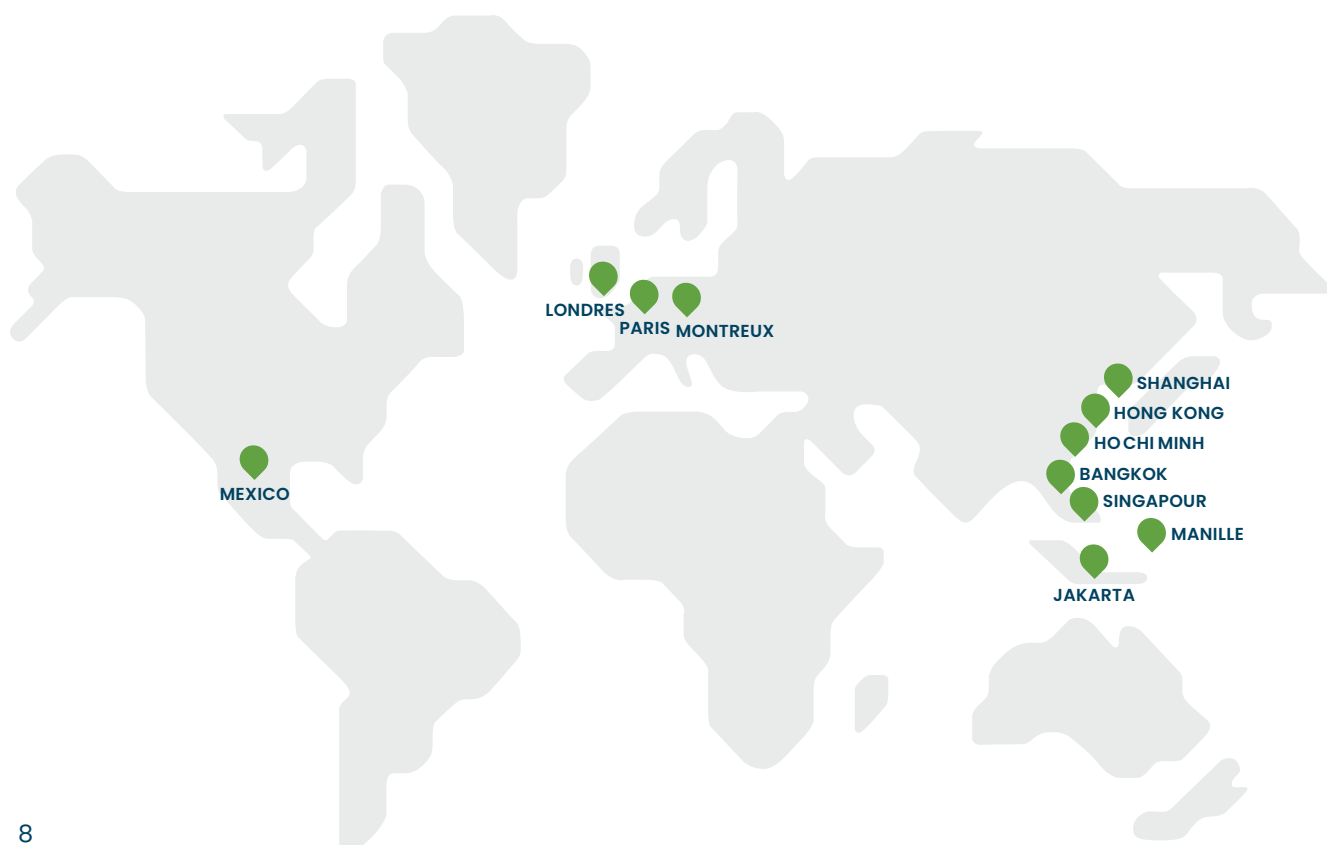 LONDRES
PARIS
MONTREUX
SHANGHAI
HONG KONG
HO CHI MINH
BANGKOK
MEXICO
SINGAPOUR
MANILLE
JAKARTA
8